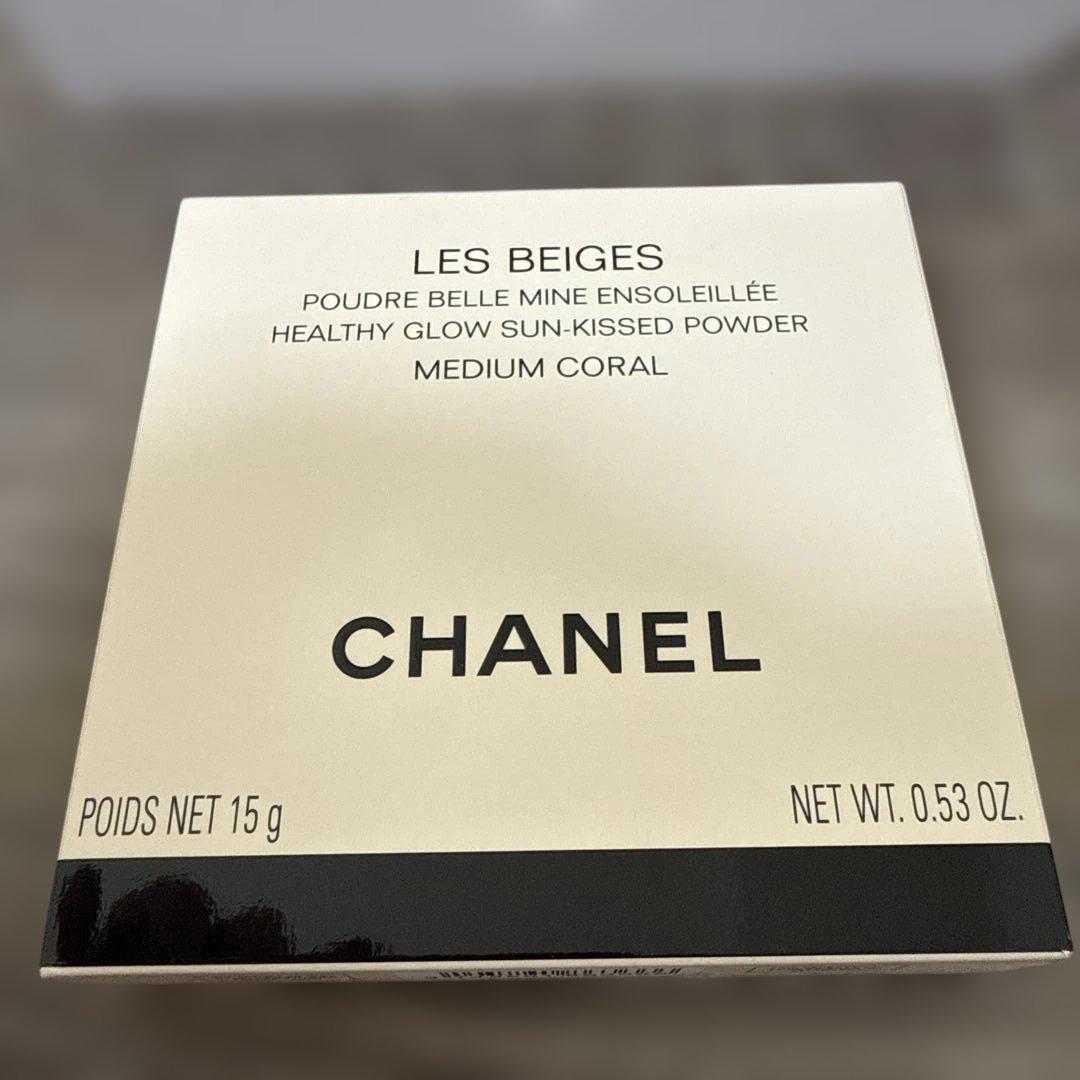 LES BEIGES
POUDRE BELLE MINE ENSOLEILLÉE
HEALTHY GLOW SUN-KISSED POWDER
MEDIUM CORAL
CHANEL
POIDS NET 15 g
NET WT. 0.53 OZ.